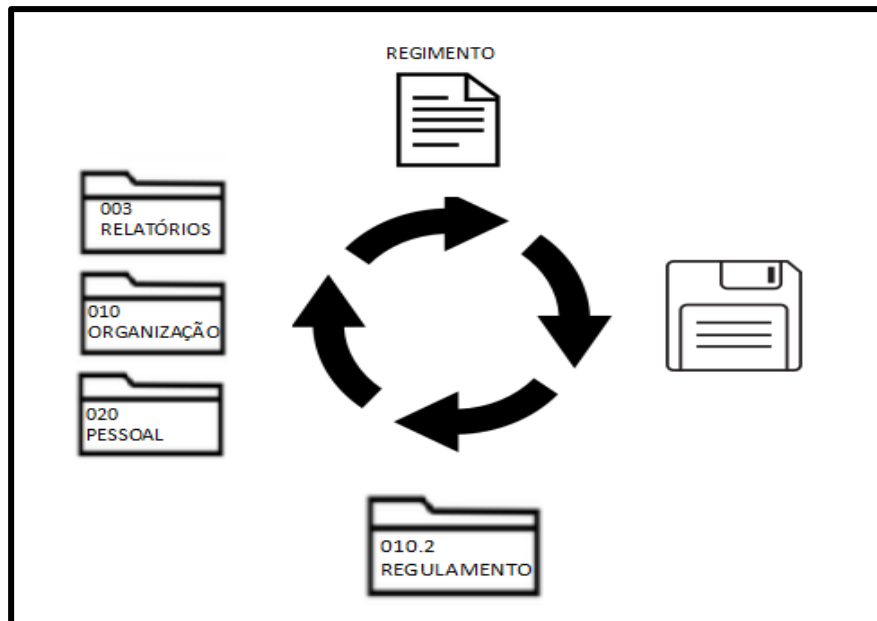 REGIMENTO
003
RELATÓRIOS
010
ORGANIZAÇÃO
020
PESSOAL
010.2
REGULAMENTO